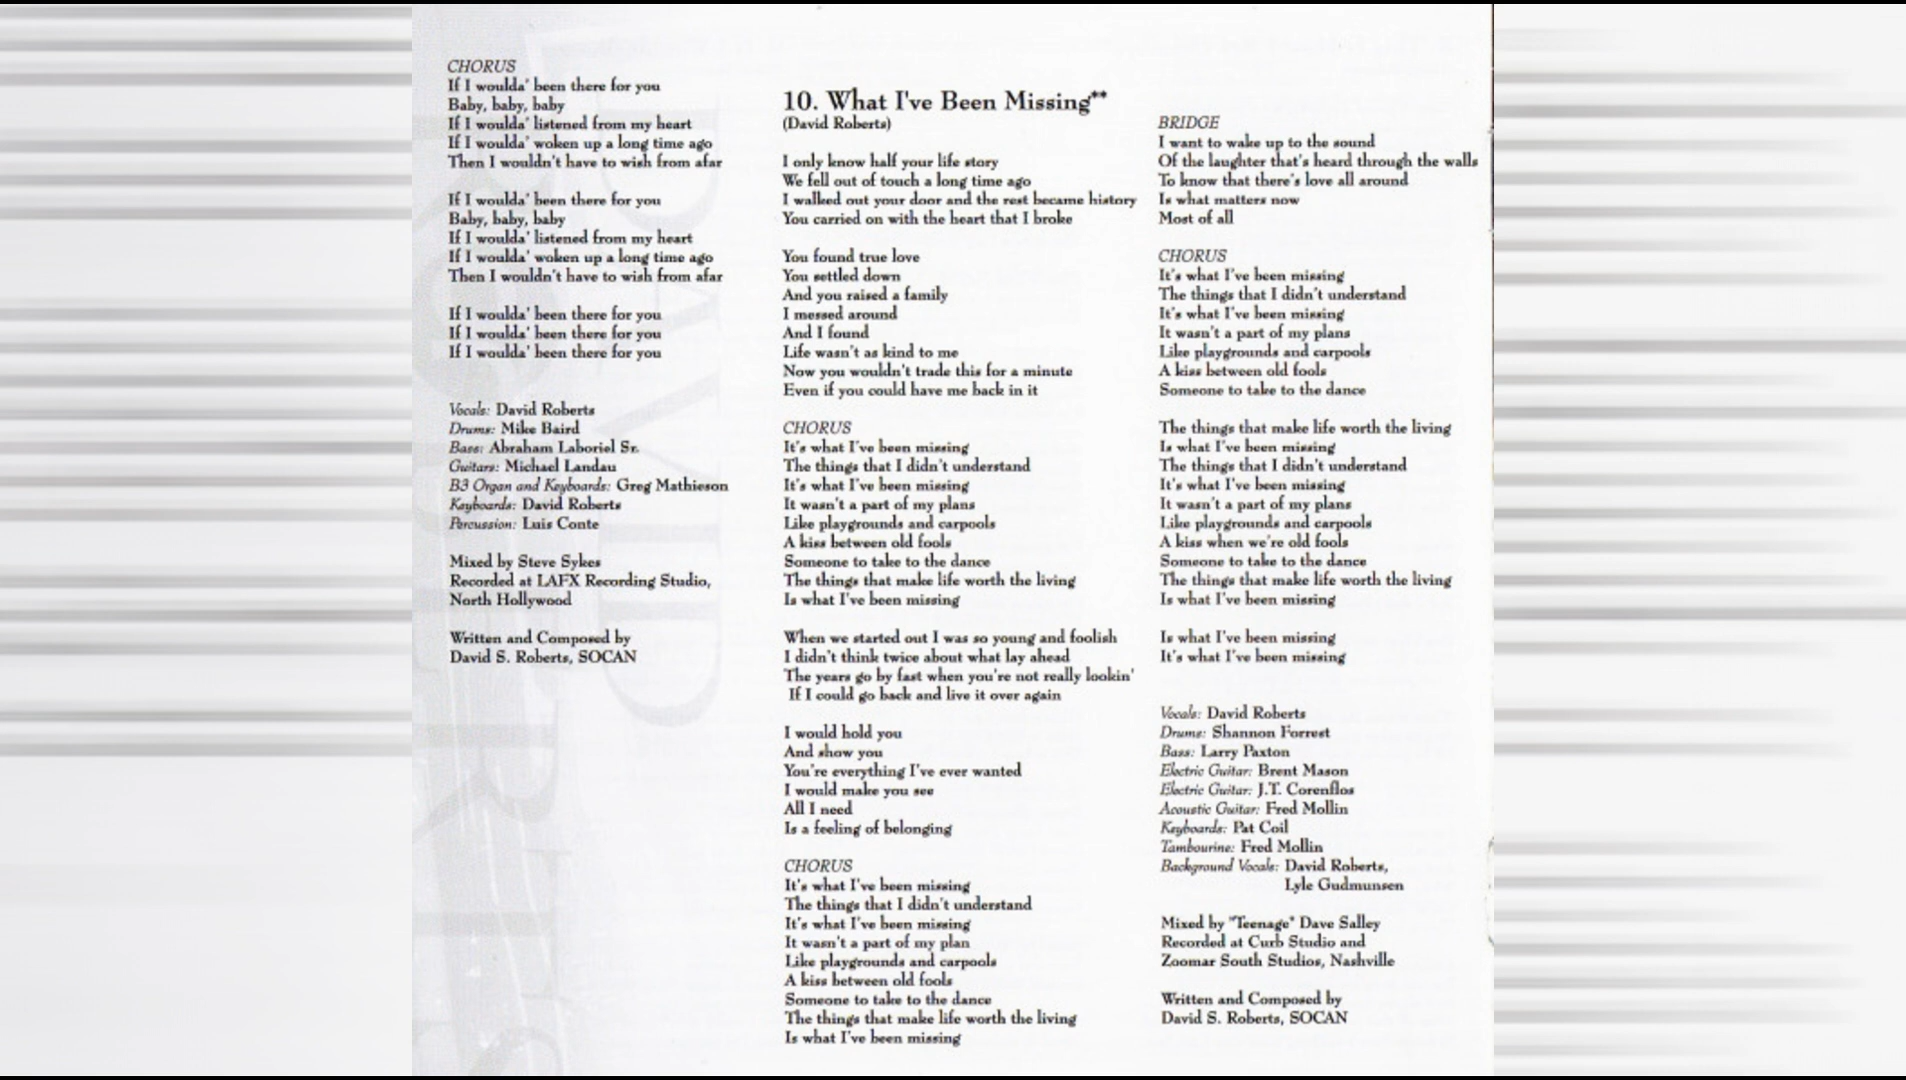 CHORUS
If I woulda' been there for you
Baby, baby, baby
If I woulda' listened from my heart
If I woulda' woken up a long time ago
Then I wouldn't have to wish from afar
If I woulda' been there for you
Baby, baby, baby
If I woulda' listened from my heart
If I woulda' woken up a long time ago
Then I wouldn't have to wish from afar
If I woulda' been there for you
If I woulda' been there for you
If I woulda' been there for you
Vocals: David Roberts
Drums: Mike Baird
Bass: Abraham Laboriel Sr.
Guitars: Michael Landau
B3 Organ and Keyboards: Greg Mathieson
Keyboards: David Roberts
Percussion: Luis Conte
Mixed by Steve Sykes
Recorded at LAFX Recording Studio,
North Hollywood
Written and Composed by
David S. Roberts, SOCAN
10. What I've Been Missing**
(David Roberts)
I only know half your life story
We fell out of touch a long time ago
I walked out your door and the rest became history
You carried on with the heart that I broke
You found true love
You settled down
And you raised a family
I messed around
And I found
Life wasn't as kind to me
Now you wouldn't trade this for a minute
Even if you could have me back in it
CHORUS
It's what I've been missing
The things that I didn't understand
It's what I've been missing
It wasn't a part of my plans
Like playgrounds and carpools
A kiss between old fools
Someone to take to the dance
The things that make life worth the living
Is what I've been missing
When we started out I was so young and foolish
I didn't think twice about what lay ahead
The years go by fast when you're not really lookin'
If I could go back and live it over again
I would hold you
And show you
You're everything I've ever wanted
I would make you see
All I need
Is a feeling of belonging
CHORUS
It's what I've been missing
The things that I didn't understand
It's what I've been missing
It wasn't a part of my plan
Like playgrounds and carpools
A kiss between old fools
Someone to take to the dance
The things that make life worth the living
Is what I've been missing
BRIDGE
I want to wake up to the sound
Of the laughter that's heard through the walls
To know that there's love all around
Is what matters now
Most of all
CHORUS
It's what I've been missing
The things that I didn't understand
It's what I've been missing
It wasn't a part of my plans
Like playgrounds and carpools
A kiss between old fools
Someone to take to the dance
The things that make life worth the living
Is what I've been missing
The things that I didn't understand
It's what I've been missing
It wasn't a part of my plans
Like playgrounds and carpools
A kiss when we're old fools
Someone to take to the dance
The things that make life worth the living
Is what I've been missing
Is what I've been missing
It's what I've been missing
Vocals: David Roberts
Drums: Shannon Forrest
Bass: Larry Paxton
Electric Guitar: Brent Mason
Electric Guitar: J.T. Corenflos
Acoustic Guitar: Fred Mollin
Keyboards: Pat Coil
Tambourine: Fred Mollin
Background Vocals: David Roberts,
Lyle Gudmunsen
Mixed by "Teenage" Dave Salley
Recorded at Curb Studio and
Zoomar South Studios, Nashville
Written and Composed by
David S. Roberts, SOCAN
DAVID